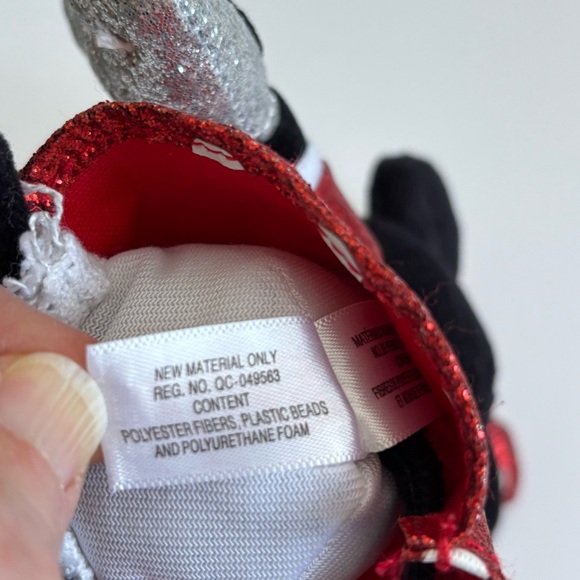 NEW MATERIAL ONLY
REG. NO. QC-049563
CONTENT
POLYESTER FIBERS, PLASTIC BEADS
AND POLYURETHANE FOAM